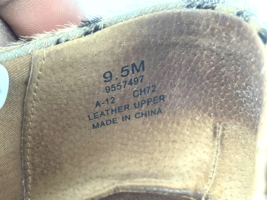 9.5M
9557497
A-12 CH72
LEATHER UPPER
MADE IN CHINA